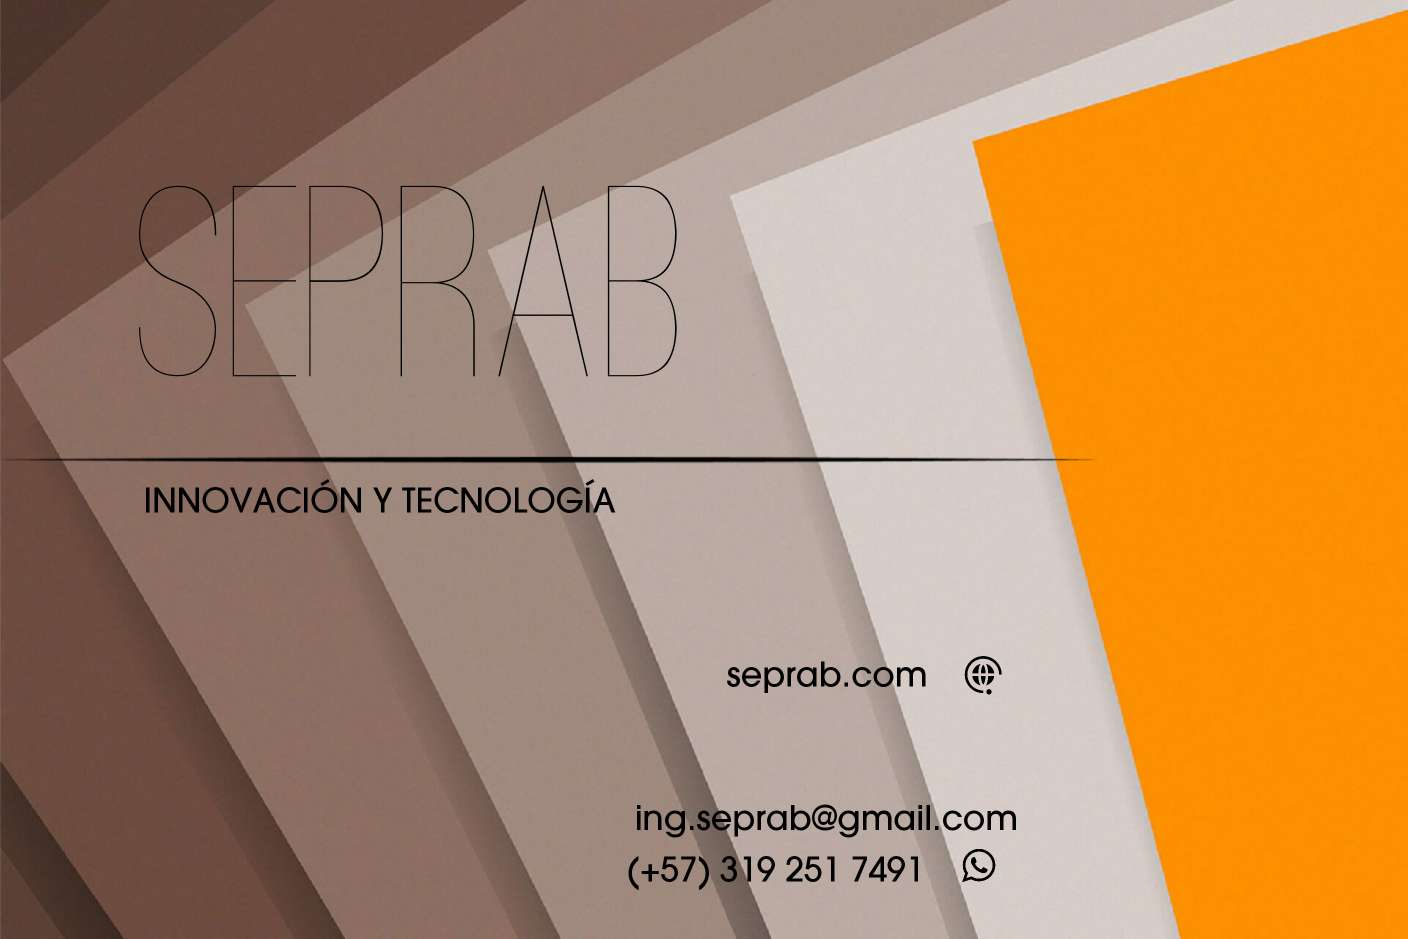 SEPRAB
INNOVACIÓN Y TECNOLOGÍA
seprab.com
ing.seprab@gmail.com
(+57) 319 251 7491